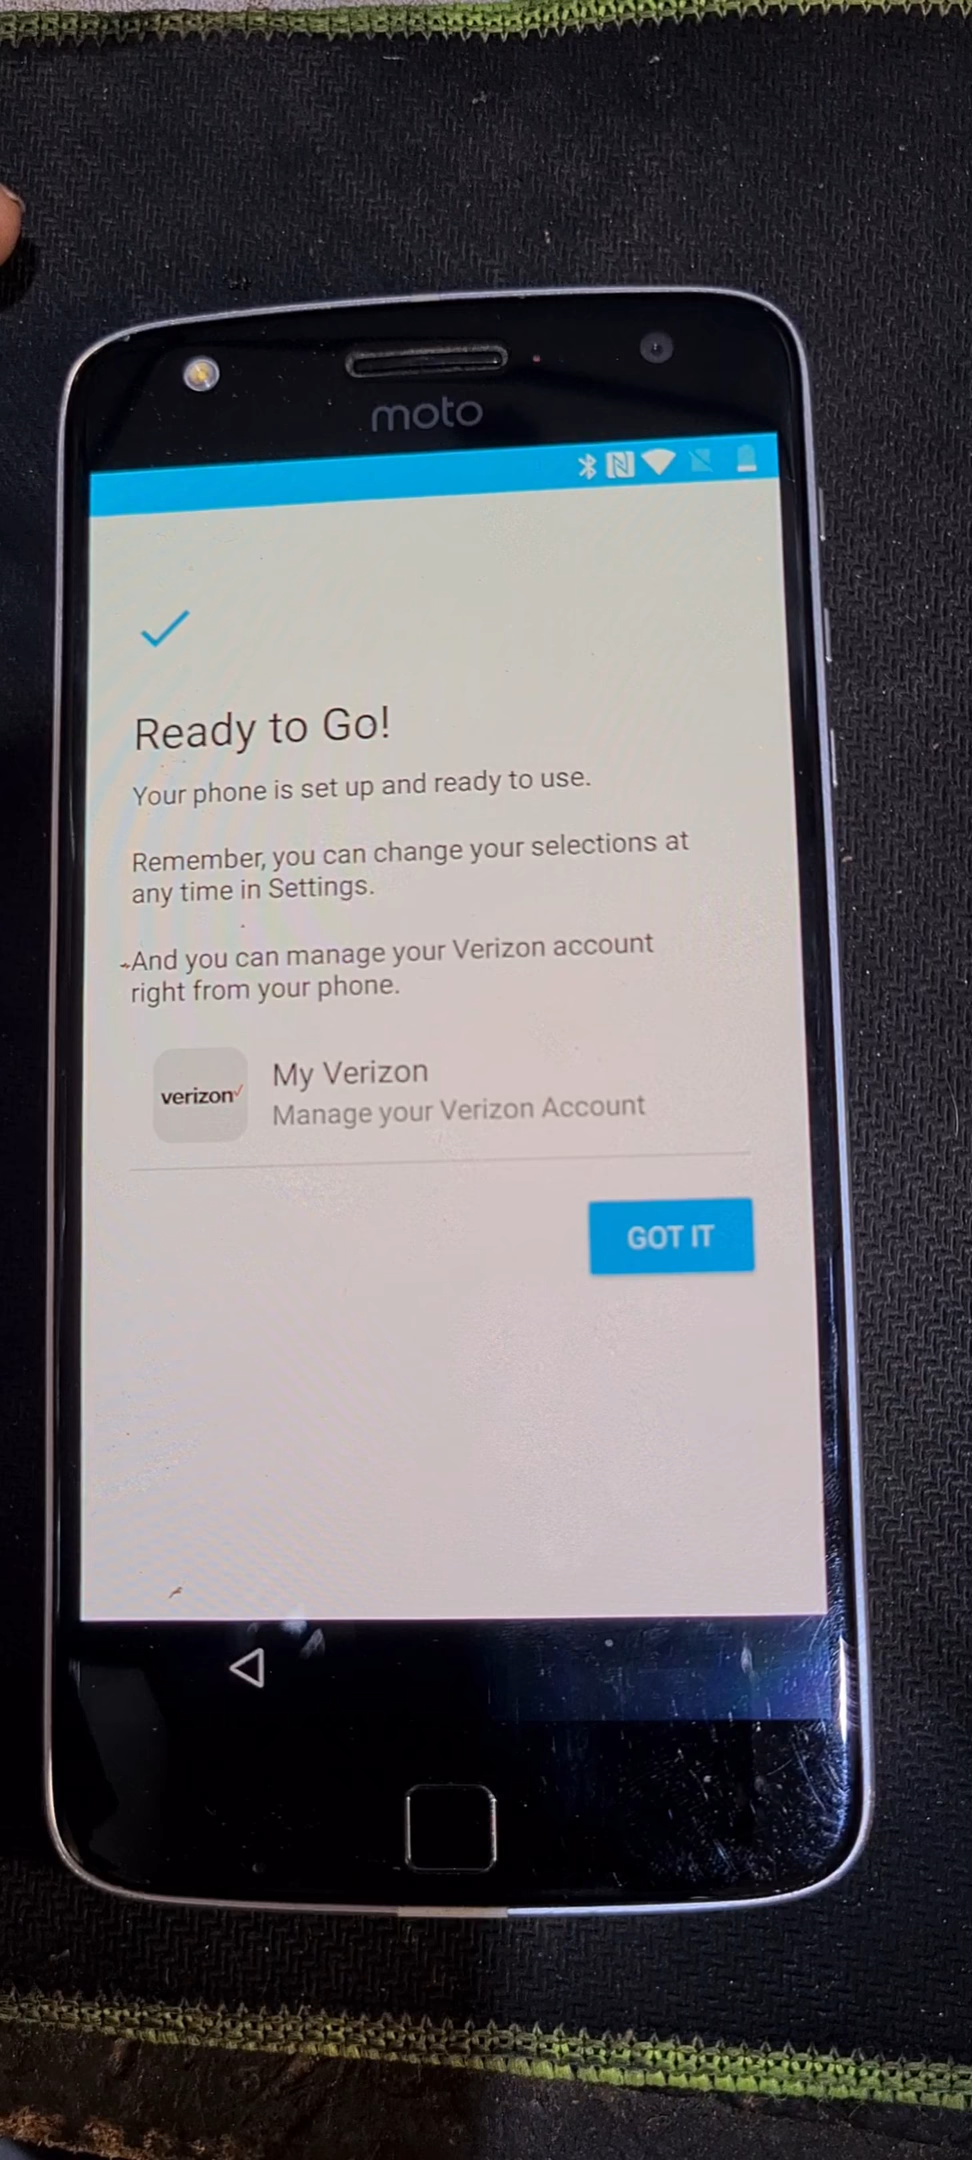 moto
Ready to Go!
Your phone is set up and ready to use.
Remember, you can change your selections at
any time in Settings.
And you can manage your Verizon account
right from your phone.
verizon
My Verizon
Manage your Verizon Account
GOT IT